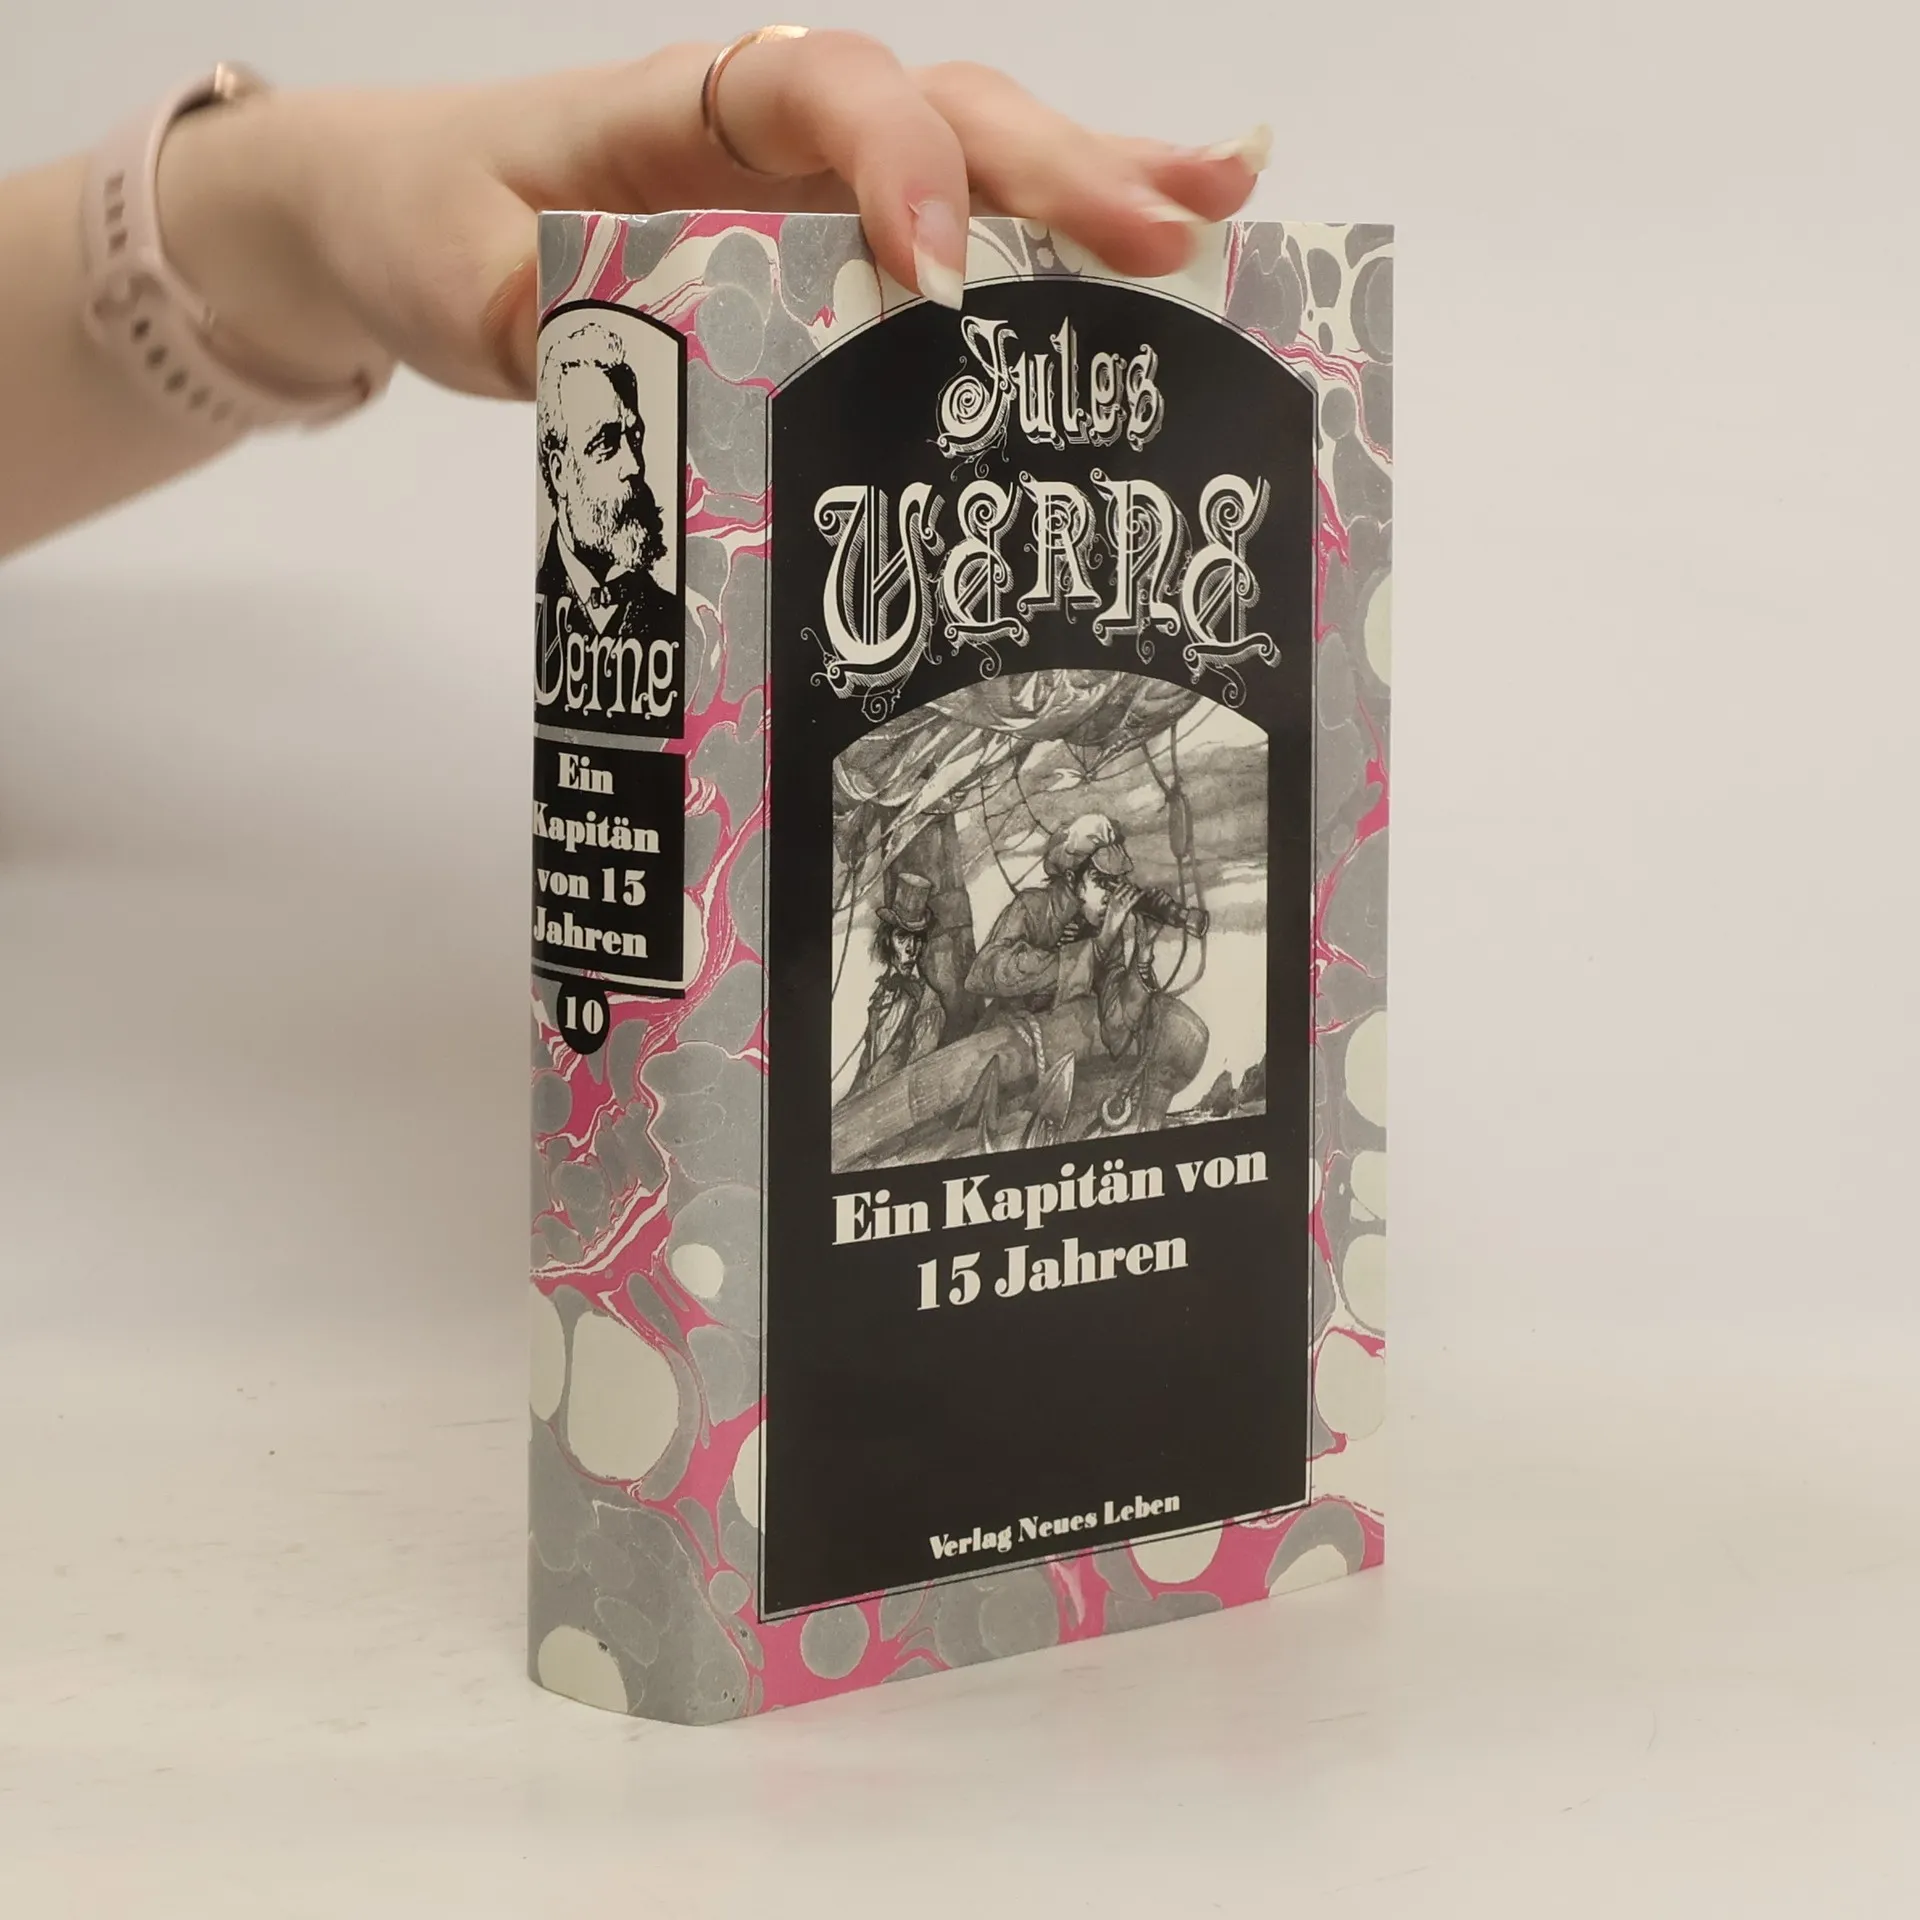 Verne
Ein
Kapitän
von 15
Jahren
10
Jules
VERNE
Ein Kapitän von
15 Jahren
Verlag Neues Leben